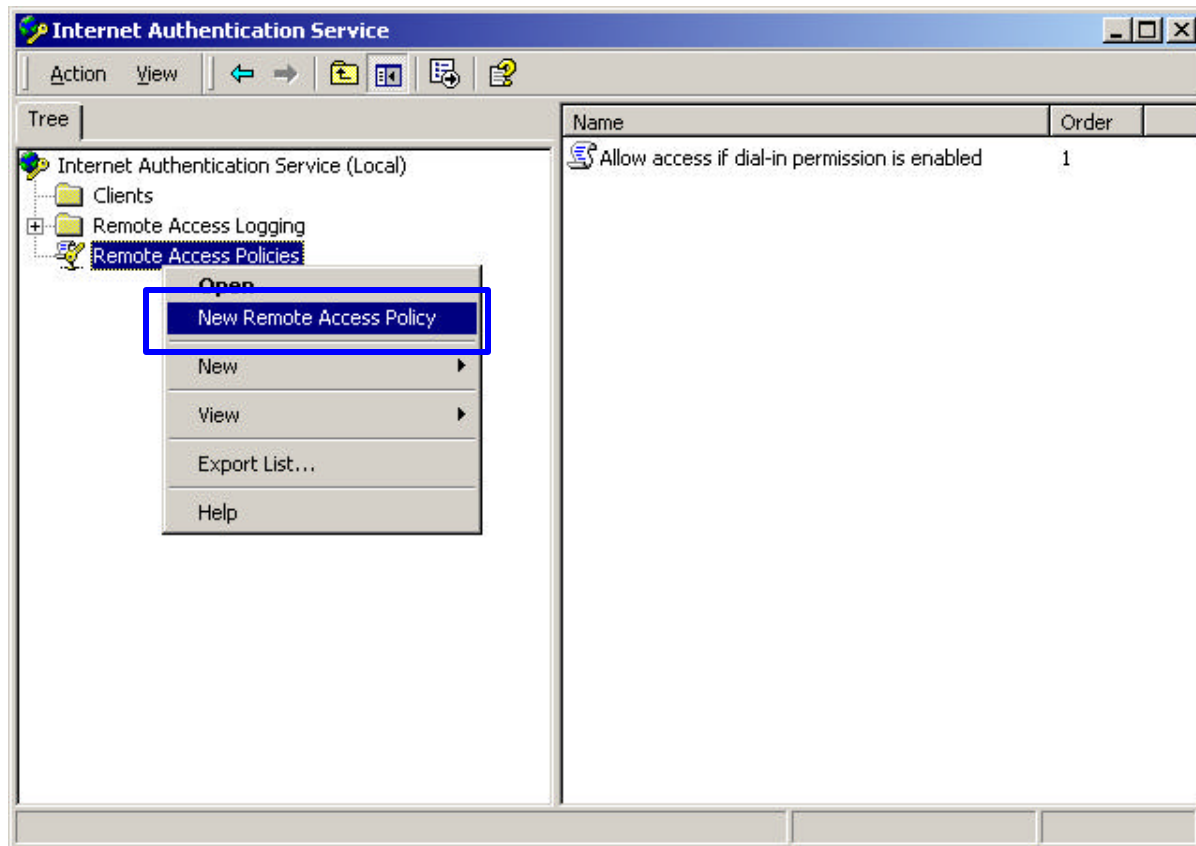 Internet Authentication Service
Action View
Tree
Name Order
Internet Authentication Service (Local)
Allow access if dial-in permission is enabled 1
Clients
Remote Access Logging
Remote Access Policies
Open
New Remote Access Policy
New
View
Export List...
Help